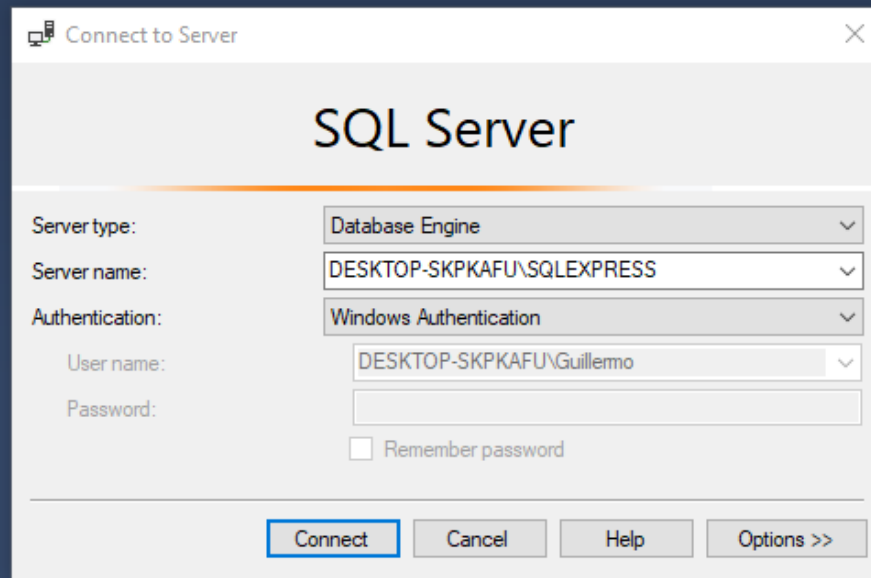 Connect to Server
SQL Server
Server type: Database Engine
Server name: DESKTOP-SKPKAFU\SQLEXPRESS
Authentication: Windows Authentication
User name: DESKTOP-SKPKAFU\Guillermo
Password:
Remember password
Connect Cancel Help Options >>